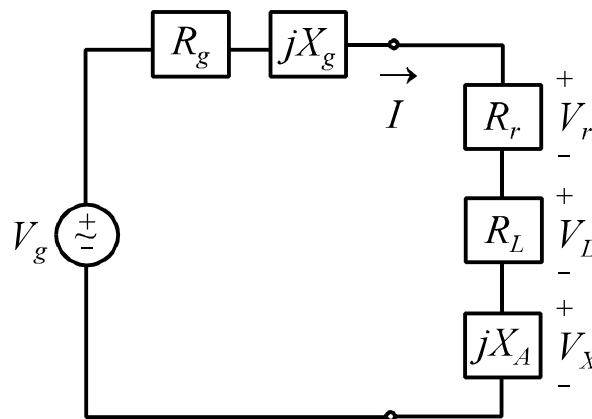 R_g jX_g
→
I
+
R_r V_r
−
+
R_L V_L
−
V_g + ~ −
+
jX_A V_X
−